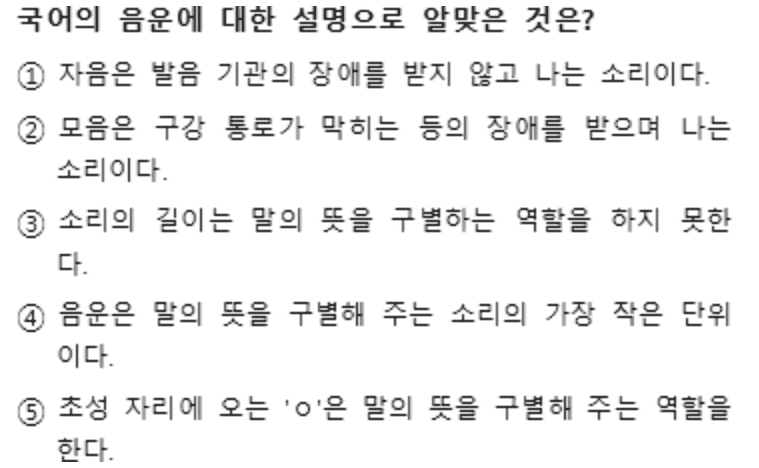 국어의 음운에 대한 설명으로 알맞은 것은?
① 자음은 발음 기관의 장애를 받지 않고 나는 소리이다.
② 모음은 구강 통로가 막히는 등의 장애를 받으며 나는
소리이다.
③ 소리의 길이는 말의 뜻을 구별하는 역할을 하지 못한
다.
④ 음운은 말의 뜻을 구별해 주는 소리의 가장 작은 단위
이다.
⑤ 초성 자리에 오는 'ㅇ'은 말의 뜻을 구별해 주는 역할을
한다.